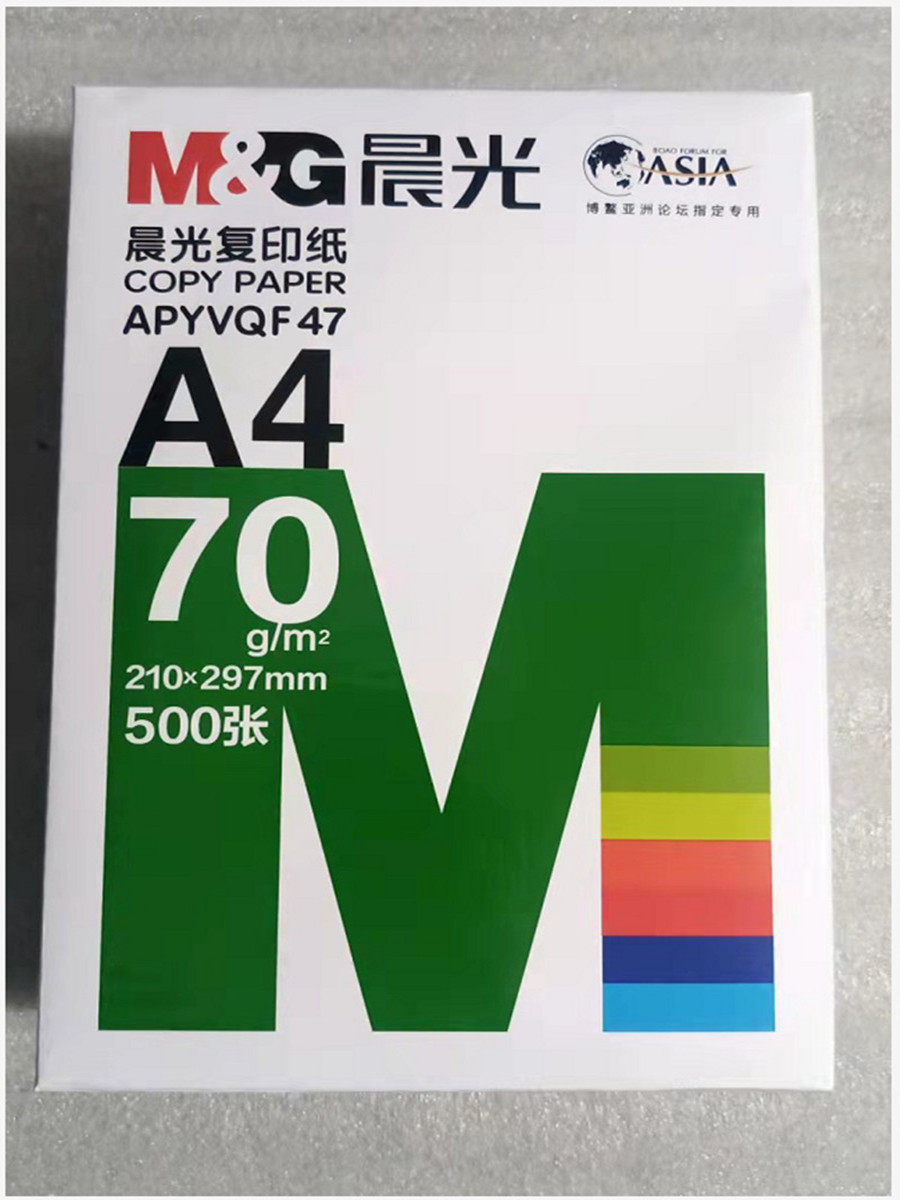 M&G晨光
BOAO FORUM FOR
ASIA
博鳌亚洲论坛指定专用
晨光复印纸
COPY PAPER
APYVQF47
A4
70
g/m²
210×297mm
500张
M